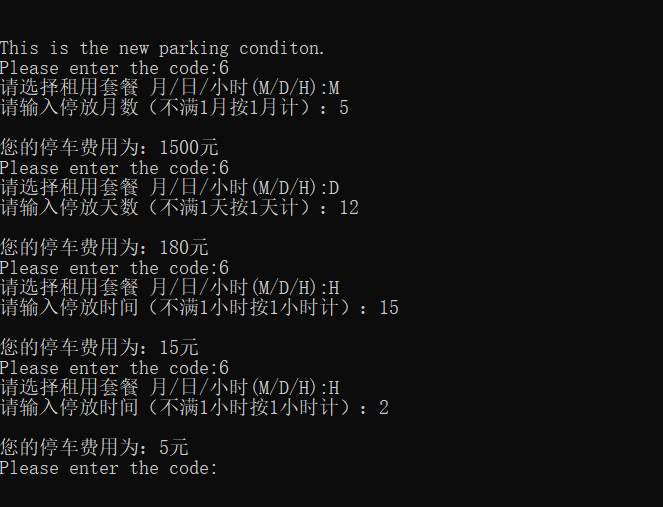 This is the new parking conditon.
Please enter the code:6
请选择租用套餐 月/日/小时(M/D/H):M
请输入停放月数（不满1月按1月计）：5
您的停车费用为：1500元
Please enter the code:6
请选择租用套餐 月/日/小时(M/D/H):D
请输入停放天数（不满1天按1天计）：12
您的停车费用为：180元
Please enter the code:6
请选择租用套餐 月/日/小时(M/D/H):H
请输入停放时间（不满1小时按1小时计）：15
您的停车费用为：15元
Please enter the code:6
请选择租用套餐 月/日/小时(M/D/H):H
请输入停放时间（不满1小时按1小时计）：2
您的停车费用为：5元
Please enter the code: